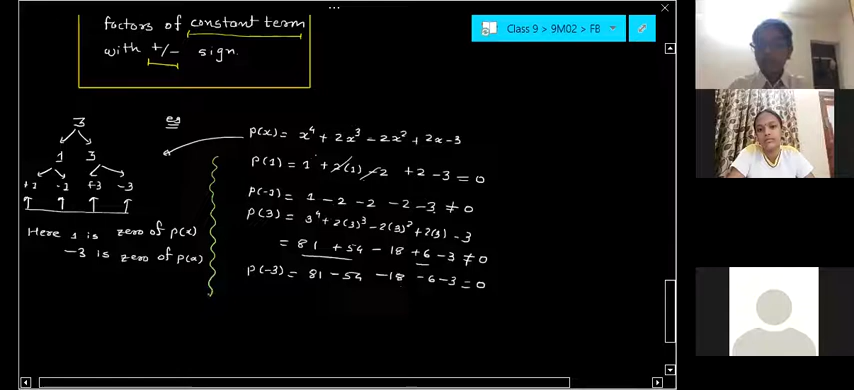 factors of constant term
with +/- sign.
Class 9 > 9M02 > FB
3
1 3
+1 -1 +3 -3
Here 1 is zero of p(x)
-3 is zero of p(x)
eg
p(x) = x⁴ + 2x³ - 2x² + 2x - 3
p(1) = 1 + 2(1) - 2 + 2 - 3 = 0
p(-1) = 1 - 2 - 2 - 2 - 3 ≠ 0
p(3) = 3⁴ + 2(3)³ - 2(3)² + 2(3) - 3
= 81 + 54 - 18 + 6 - 3 ≠ 0
p(-3) = 81 - 54 - 18 - 6 - 3 = 0